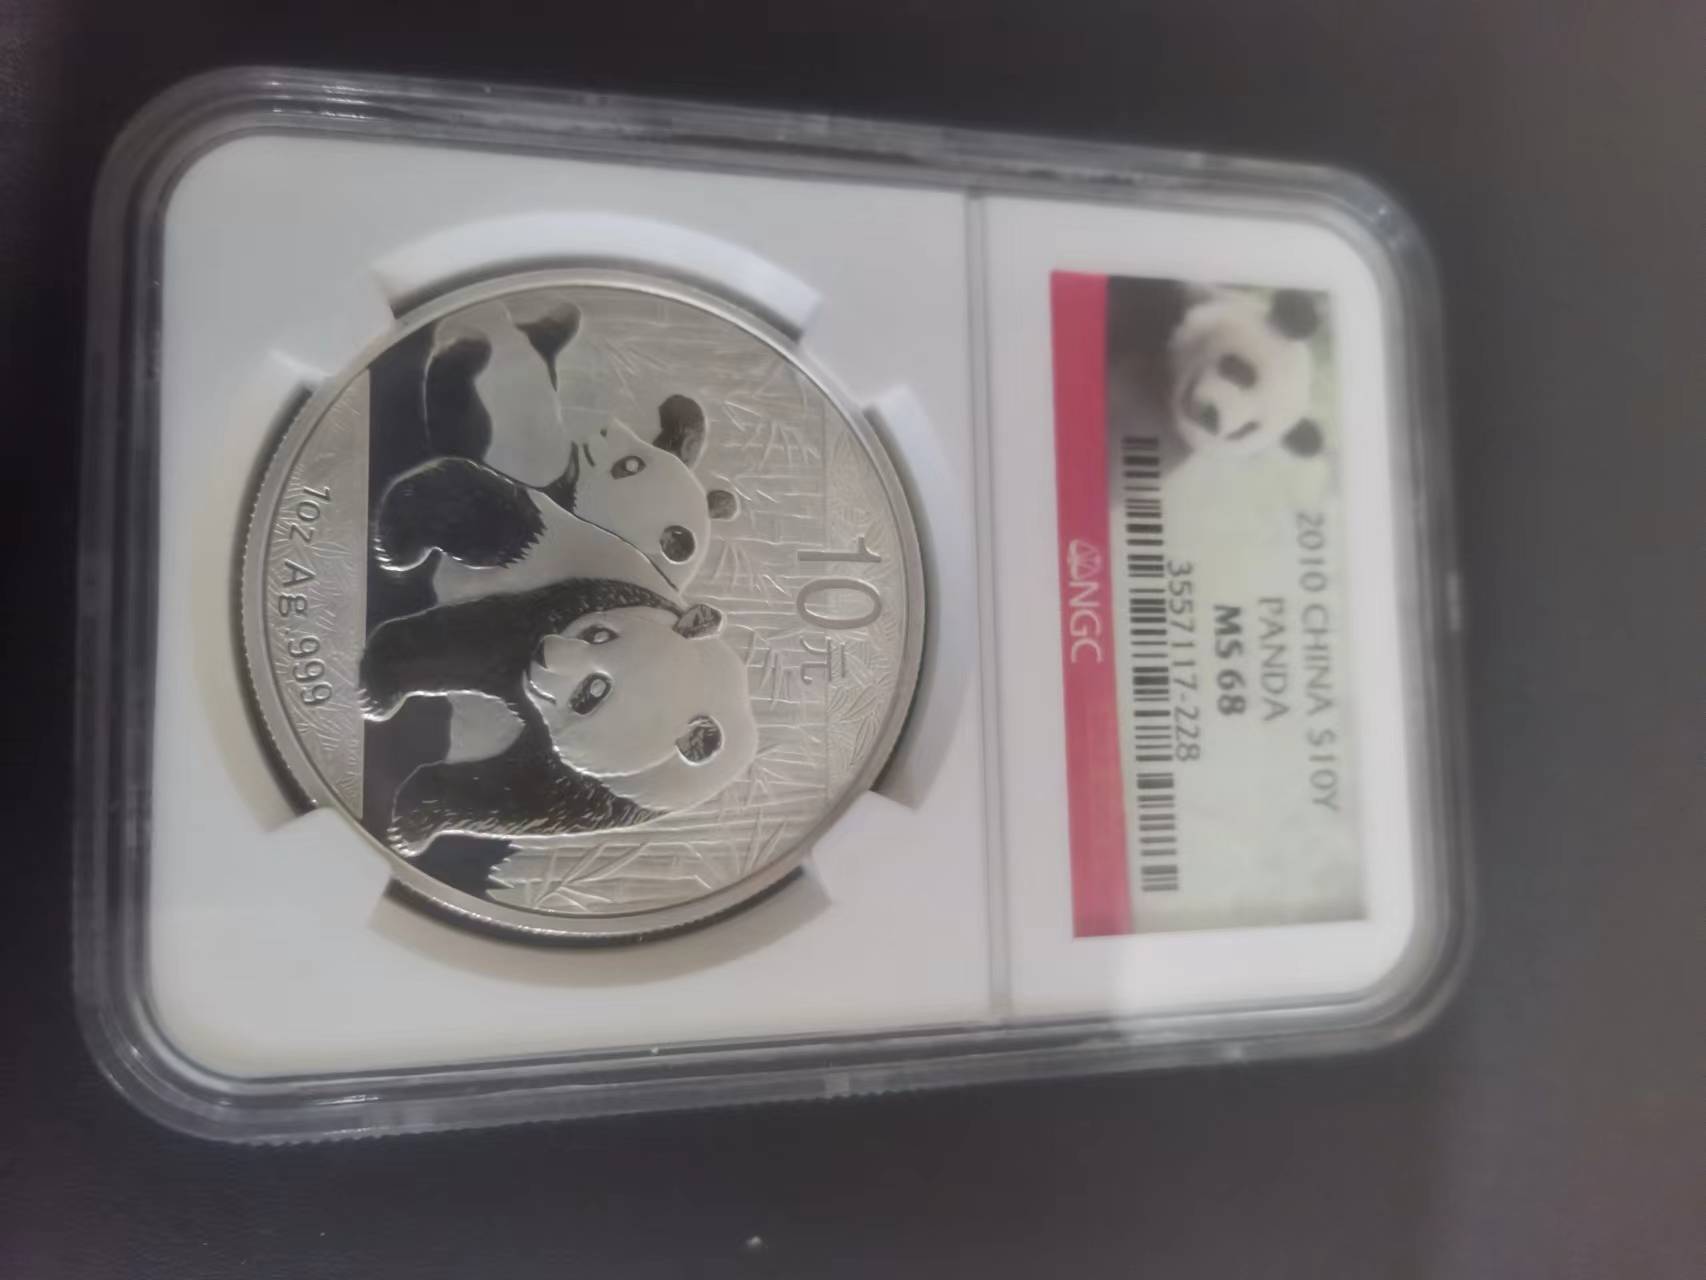 2010 CHINA S10Y
PANDA
MS 68
3557117-228
NGC
10元
1oz Ag.999